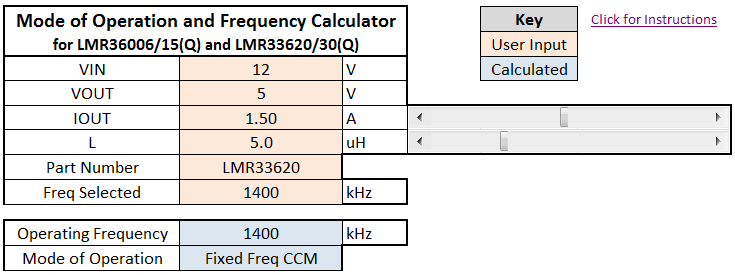 Mode of Operation and Frequency Calculator
for LMR36006/15(Q) and LMR33620/30(Q)
Key
Click for Instructions
User Input
Calculated
VIN 12 V
VOUT 5 V
IOUT 1.50 A
L 5.0 uH
Part Number LMR33620
Freq Selected 1400 kHz
Operating Frequency 1400 kHz
Mode of Operation Fixed Freq CCM